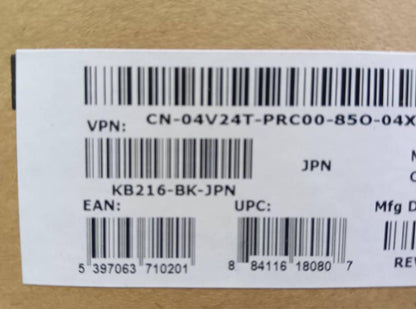 CN-04V24T-PRC00-85O-04X
VPN:
JPN
KB216-BK-JPN
EAN:
UPC:
Mfg D
5 397063 710201
8 84116 18080 7
RE